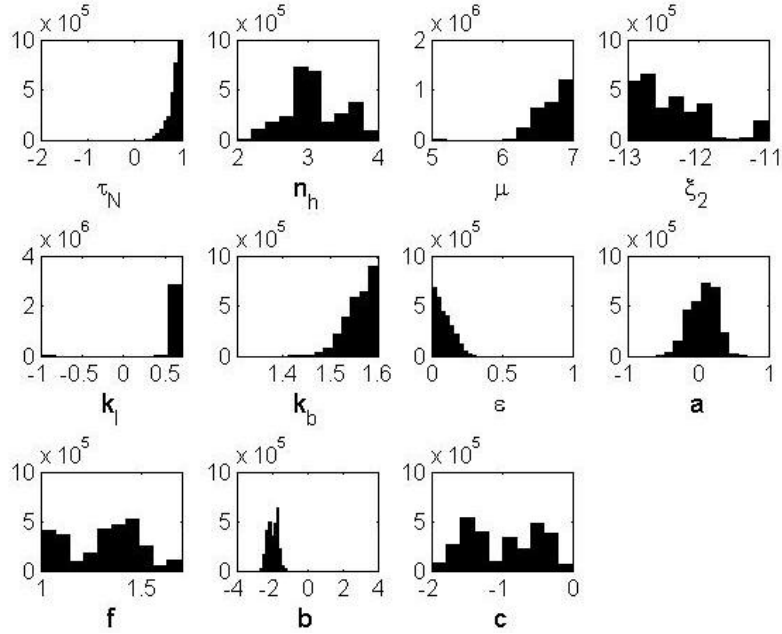 x 10^5 x 10^5 x 10^6 x 10^5
10 10 2 10
5 5 1 5
0 0 0 0
-2 -1 0 1 2 3 4 5 6 7 -13 -12 -11
τ_N n_h μ ξ_2
x 10^6 x 10^5 x 10^5 x 10^5
4 10 10 10
2 5 5 5
0 0 0 0
-1 -0.5 0 0.5 1.4 1.5 1.6 0 1 -1 0 1
k_l k_b ε a
x 10^5 x 10^5 x 10^5
10 10 10
5 5 5
0 0 0
1 1.5 -4 -2 0 2 4 -2 -1 0
f b c